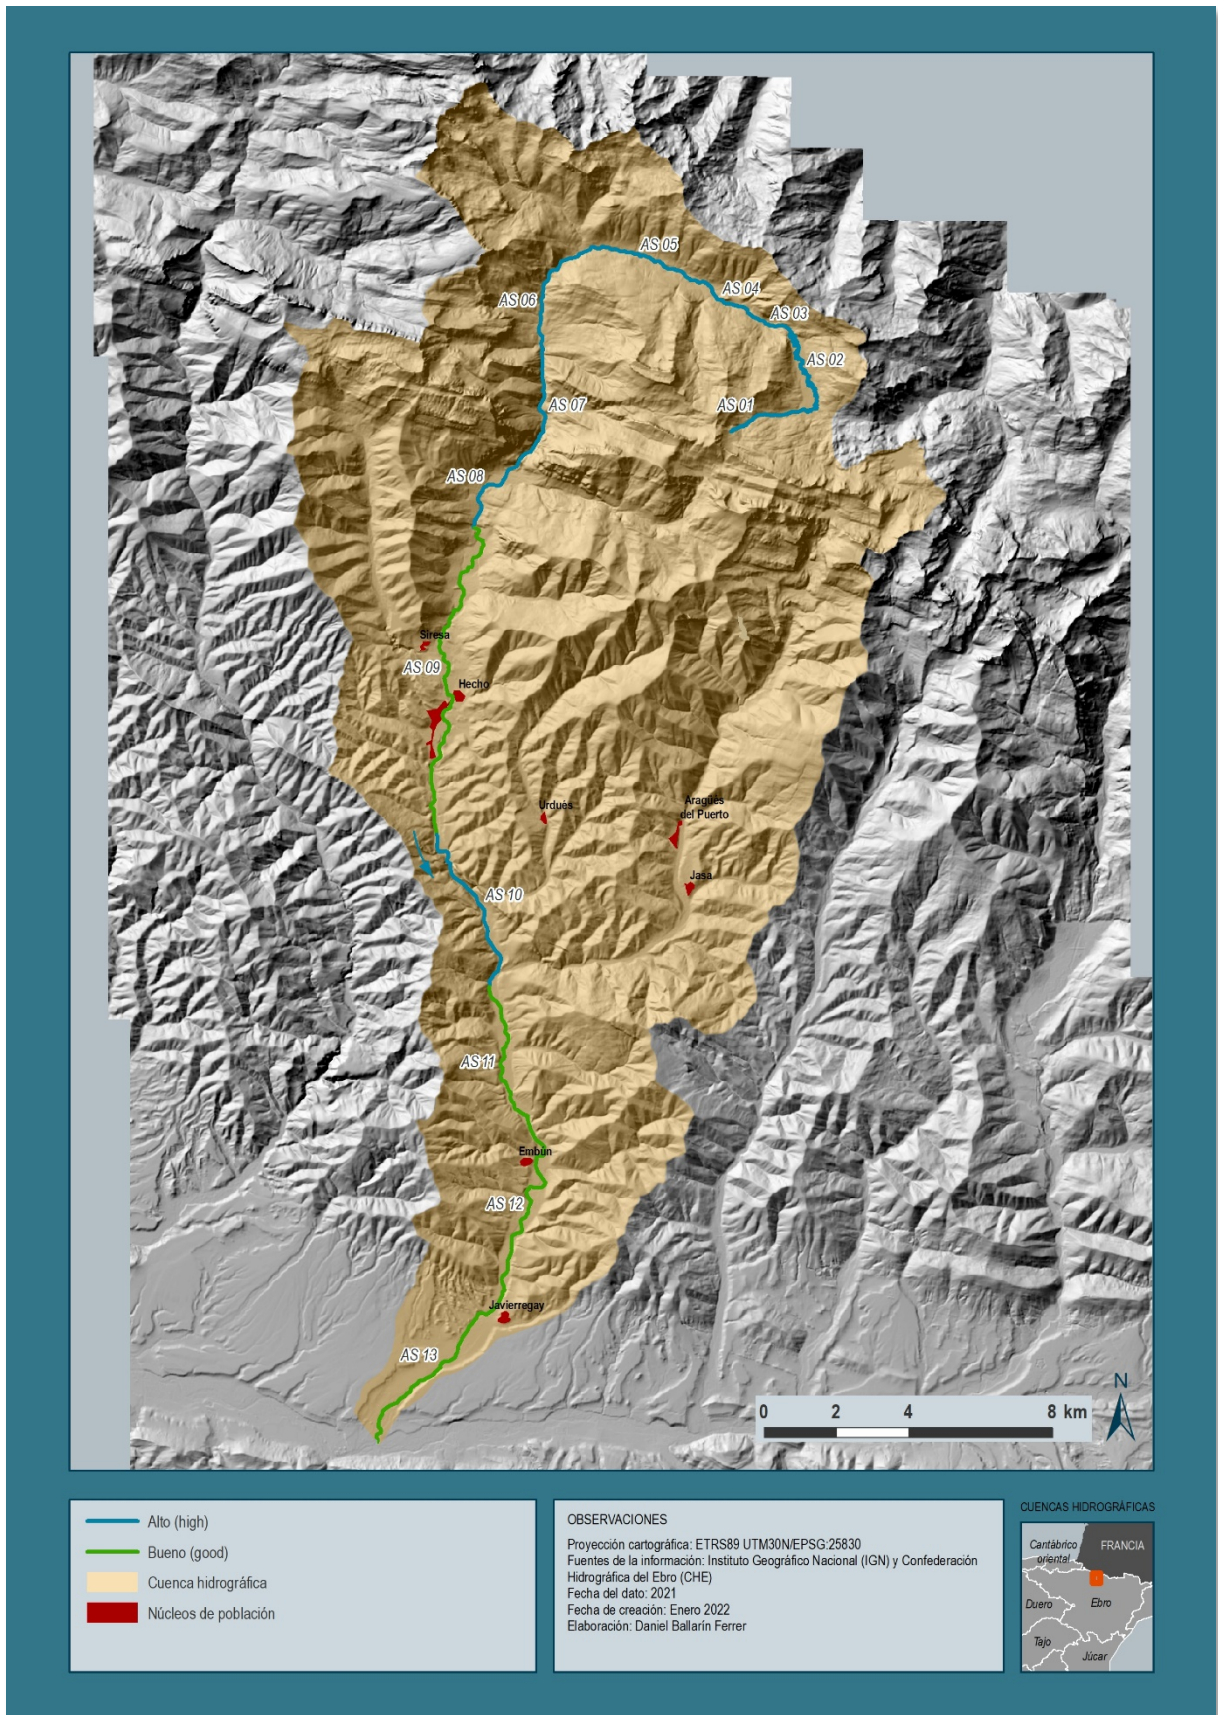 AS 05
AS 04
AS 06
AS 03
AS 02
AS 07
AS 01
AS 08
Siresa
AS 09
Hecho
Urdués
Aragüés
del Puerto
Jasa
AS 10
AS 11
Embún
AS 12
Javierregay
AS 13
N
0 2 4 8 km
Alto (high)
Bueno (good)
Cuenca hidrográfica
Núcleos de población
OBSERVACIONES
Proyección cartográfica: ETRS89 UTM30N/EPSG:25830
Fuentes de la información: Instituto Geográfico Nacional (IGN) y Confederación
Hidrográfica del Ebro (CHE)
Fecha del dato: 2021
Fecha de creación: Enero 2022
Elaboración: Daniel Ballarín Ferrer
CUENCAS HIDROGRÁFICAS
Cantábrico
oriental
FRANCIA
Duero
Ebro
Tajo
Júcar